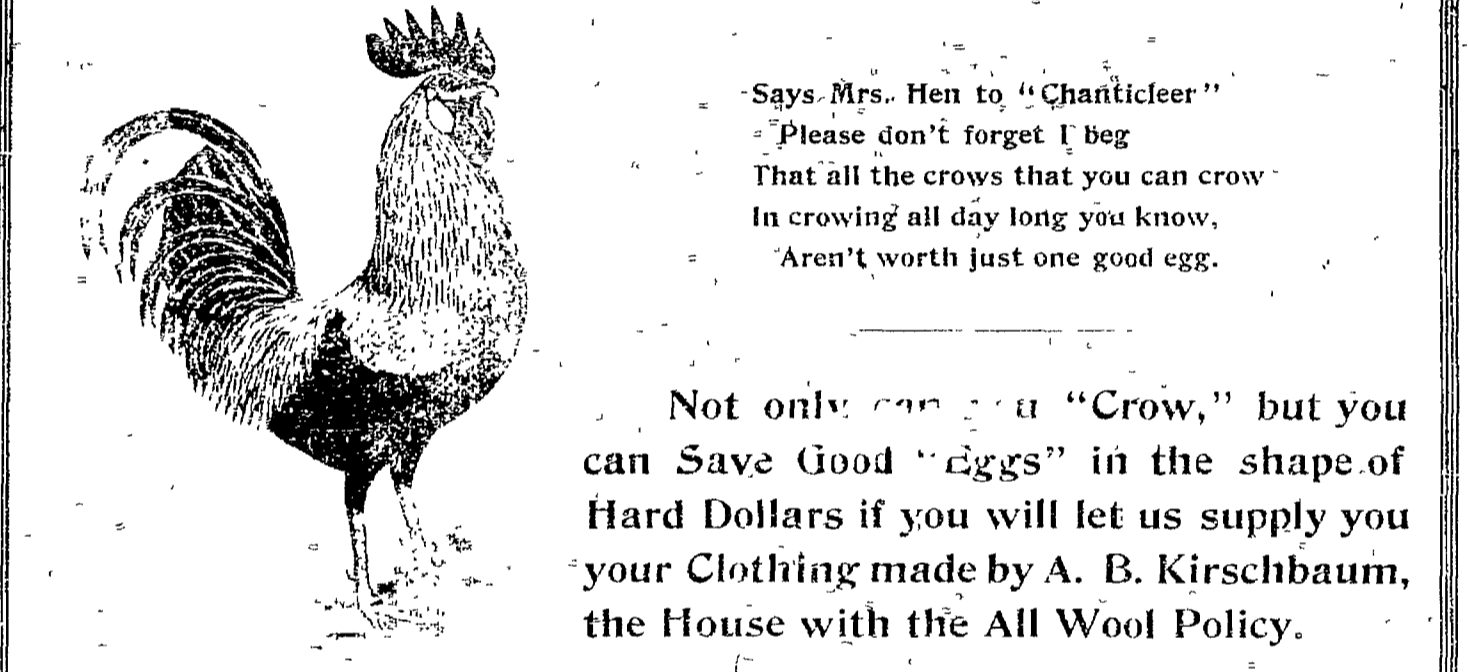 Says Mrs. Hen to "Chanticleer"
Please don't forget I beg
That all the crows that you can crow
In crowing all day long you know,
Aren't worth just one good egg.
Not only can "Crow," but you
can Save Good "Eggs" in the shape of
Hard Dollars if you will let us supply you
your Clothing made by A. B. Kirschbaum,
the House with the All Wool Policy.